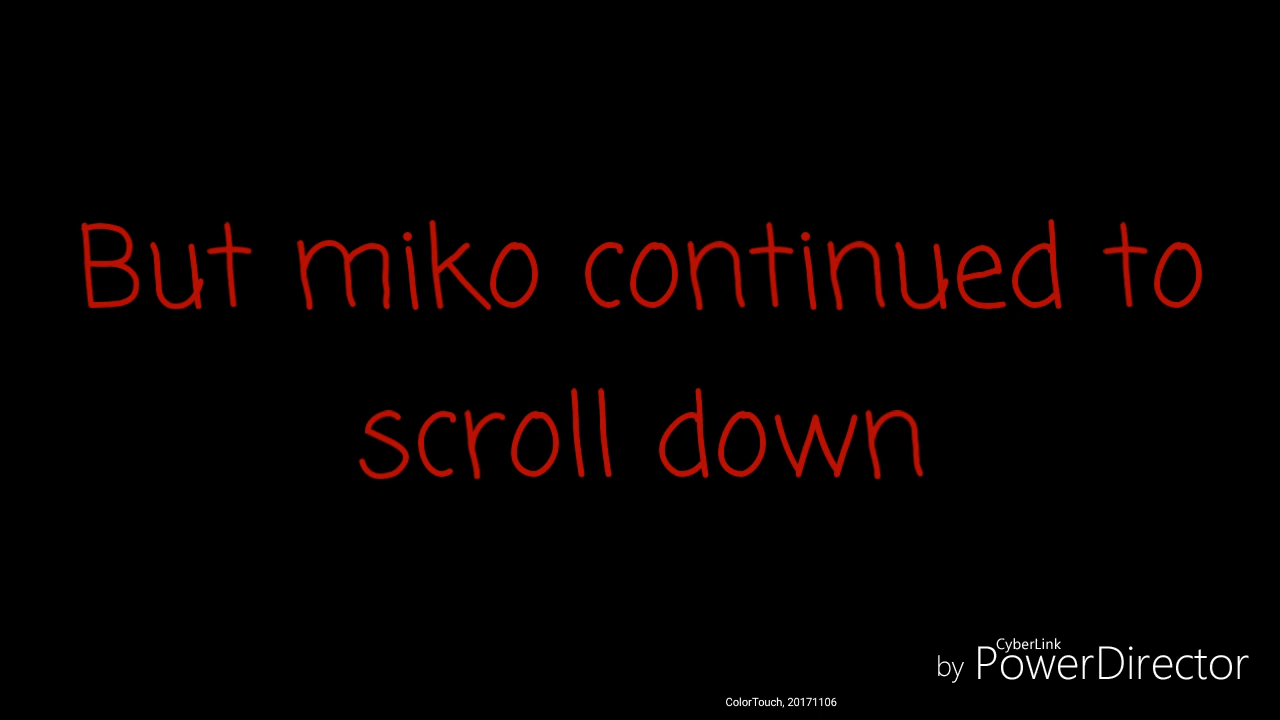 But miko continued to
scroll down
CyberLink
by PowerDirector
ColorTouch, 20171106